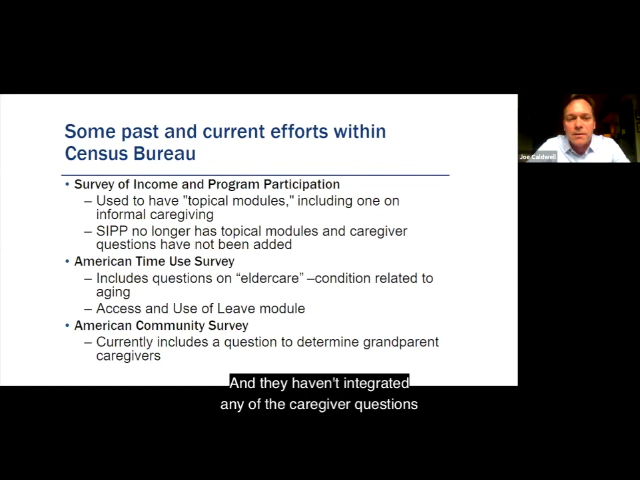 Some past and current efforts within
Census Bureau
• Survey of Income and Program Participation
– Used to have "topical modules," including one on
informal caregiving
– SIPP no longer has topical modules and caregiver
questions have not been added
• American Time Use Survey
– Includes questions on “eldercare” –condition related to
aging
– Access and Use of Leave module
• American Community Survey
– Currently includes a question to determine grandparent
caregivers
Joe Caldwell
And they haven't integrated
any of the caregiver questions